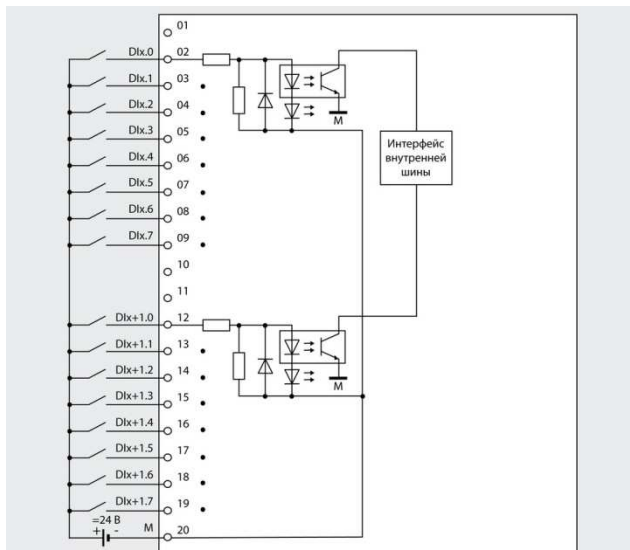 01
DIx.0 02
DIx.1 03
DIx.2 04
DIx.3 05
DIx.4 06
DIx.5 07
DIx.6 08
DIx.7 09
10
11
DIx+1.0 12
DIx+1.1 13
DIx+1.2 14
DIx+1.3 15
DIx+1.4 16
DIx+1.5 17
DIx+1.6 18
DIx+1.7 19
=24 В
+ - M 20
M
Интерфейс
внутренней
шины
M